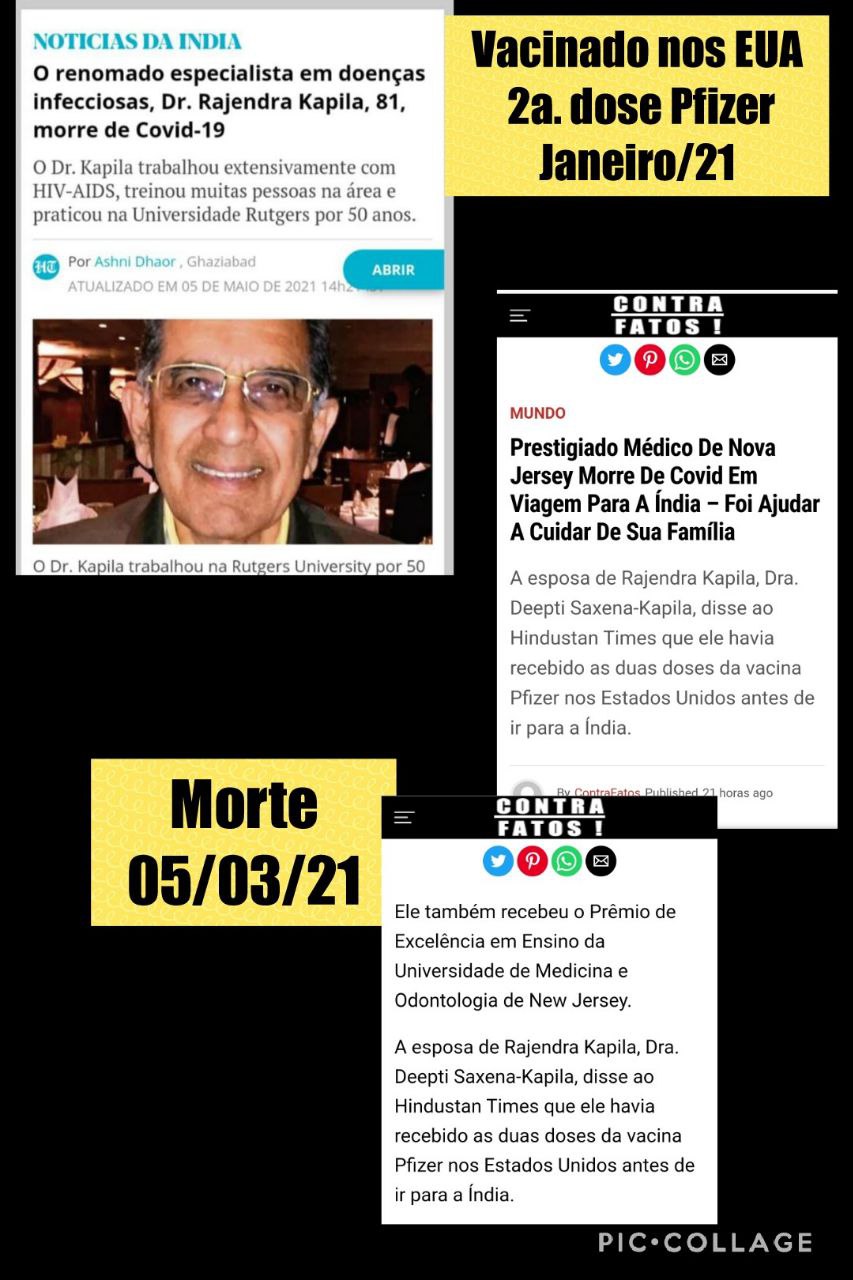 NOTICIAS DA INDIA
O renomado especialista em doenças
infecciosas, Dr. Rajendra Kapila, 81,
morre de Covid-19
O Dr. Kapila trabalhou extensivamente com
HIV-AIDS, treinou muitas pessoas na área e
praticou na Universidade Rutgers por 50 anos.
HT
Por Ashni Dhaor , Ghaziabad
ATUALIZADO EM 05 DE MAIO DE 2021
ABRIR
O Dr. Kapila trabalhou na Rutgers University por 50
Vacinado nos EUA
2a. dose Pfizer
Janeiro/21
CONTRA
FATOS !
MUNDO
Prestigiado Médico De Nova
Jersey Morre De Covid Em
Viagem Para A Índia – Foi Ajudar
A Cuidar De Sua Família
A esposa de Rajendra Kapila, Dra.
Deepti Saxena-Kapila, disse ao
Hindustan Times que ele havia
recebido as duas doses da vacina
Pfizer nos Estados Unidos antes de
ir para a Índia.
By ContraFatos Published 21 horas ago
Morte
05/03/21
CONTRA
FATOS !
Ele também recebeu o Prêmio de
Excelência em Ensino da
Universidade de Medicina e
Odontologia de New Jersey.
A esposa de Rajendra Kapila, Dra.
Deepti Saxena-Kapila, disse ao
Hindustan Times que ele havia
recebido as duas doses da vacina
Pfizer nos Estados Unidos antes de
ir para a Índia.
PIC•COLLAGE